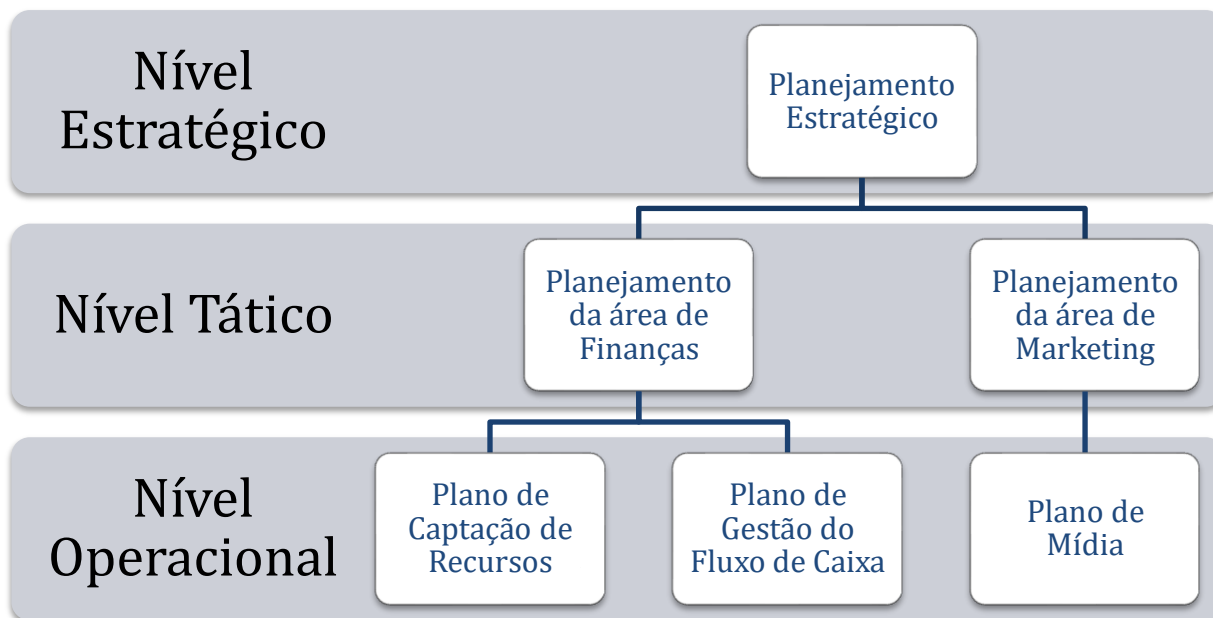 Nível
Estratégico
Planejamento
Estratégico
Nível Tático
Planejamento
da área de
Finanças
Planejamento
da área de
Marketing
Nível
Operacional
Plano de
Captação de
Recursos
Plano de
Gestão do
Fluxo de Caixa
Plano de
Mídia